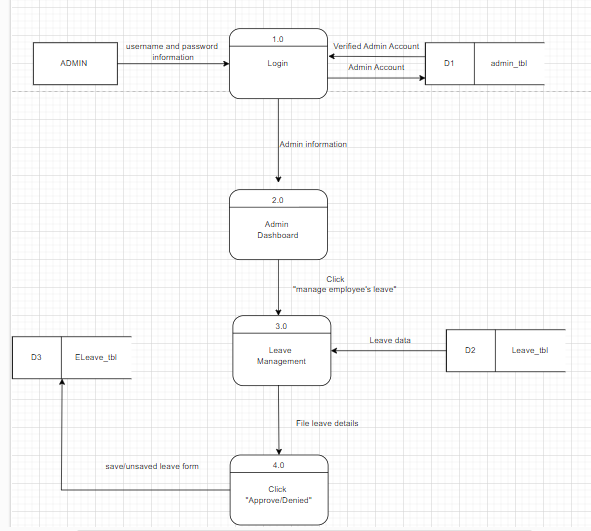 1.0
username and password
information
Verified Admin Account
ADMIN
Login
D1
admin_tbl
Admin Account
Admin information
2.0
Admin
Dashboard
Click
"manage employee's leave"
3.0
Leave data
D3
ELeave_tbl
Leave
Management
D2
Leave_tbl
File leave details
save/unsaved leave form
4.0
Click
"Approve/Denied"